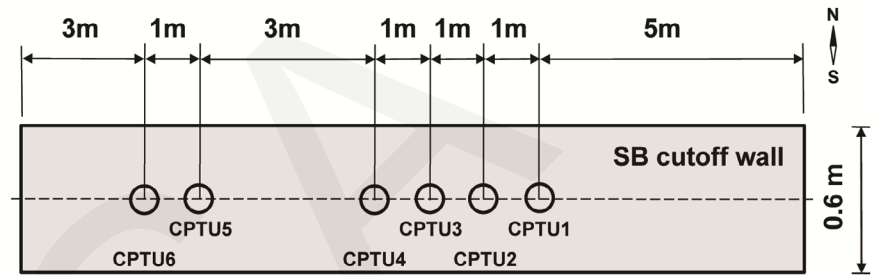 3m 1m 3m 1m 1m 1m 5m
N
S
SB cutoff wall
0.6 m
CPTU5 CPTU3 CPTU1
CPTU6 CPTU4 CPTU2